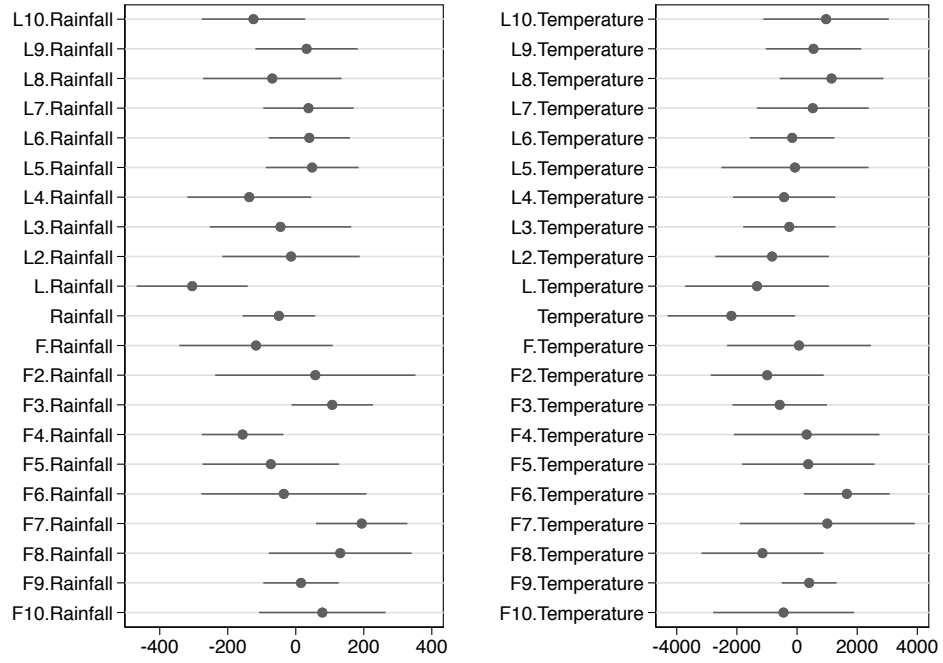 L10.Rainfall
L9.Rainfall
L8.Rainfall
L7.Rainfall
L6.Rainfall
L5.Rainfall
L4.Rainfall
L3.Rainfall
L2.Rainfall
L.Rainfall
Rainfall
F.Rainfall
F2.Rainfall
F3.Rainfall
F4.Rainfall
F5.Rainfall
F6.Rainfall
F7.Rainfall
F8.Rainfall
F9.Rainfall
F10.Rainfall
-400 -200 0 200 400
L10.Temperature
L9.Temperature
L8.Temperature
L7.Temperature
L6.Temperature
L5.Temperature
L4.Temperature
L3.Temperature
L2.Temperature
L.Temperature
Temperature
F.Temperature
F2.Temperature
F3.Temperature
F4.Temperature
F5.Temperature
F6.Temperature
F7.Temperature
F8.Temperature
F9.Temperature
F10.Temperature
-4000 -2000 0 2000 4000